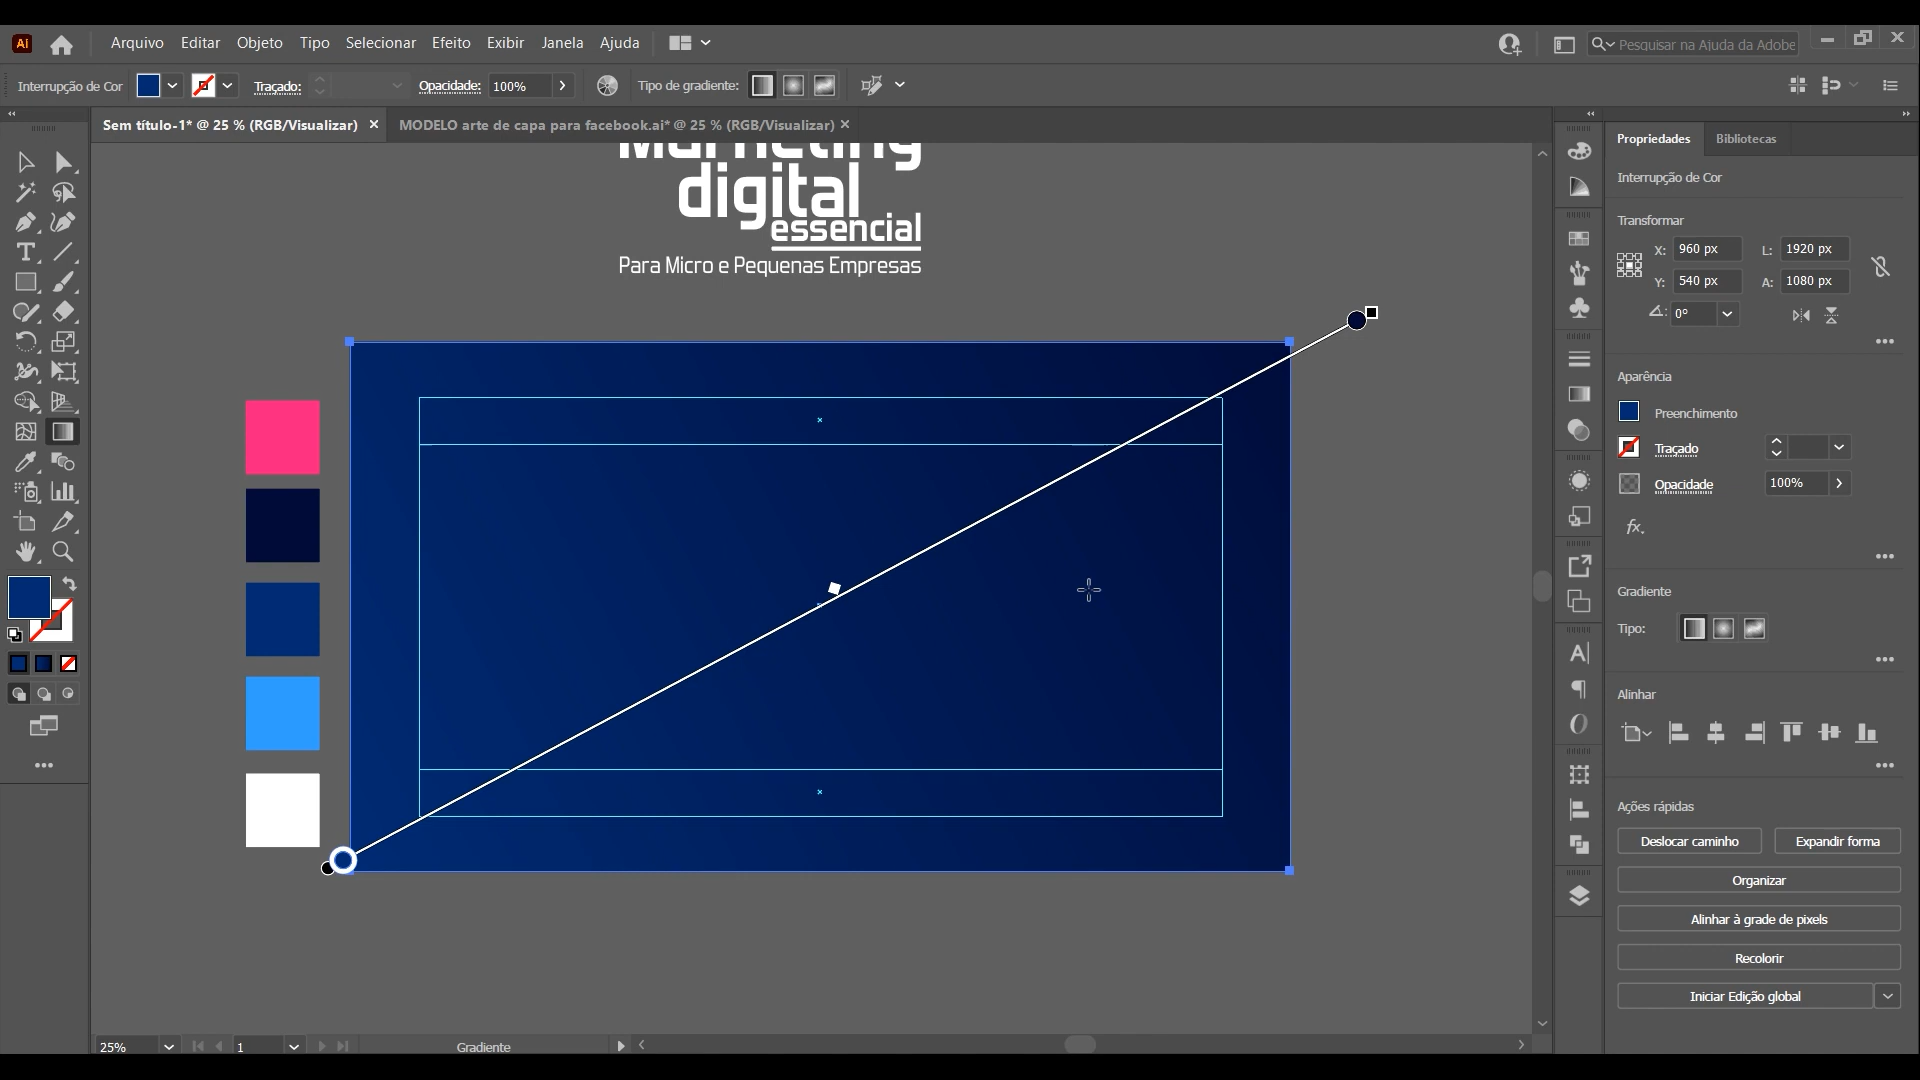 Ai
Arquivo Editar Objeto Tipo Selecionar Efeito Exibir Janela Ajuda
Pesquisar na Ajuda da Adobe
Interrupção de Cor
Traçado:
Opacidade: 100%
Tipo de gradiente:
Sem título-1* @ 25 % (RGB/Visualizar)
MODELO arte de capa para facebook.ai* @ 25 % (RGB/Visualizar)
Marketing
digital
essencial
Para Micro e Pequenas Empresas
25%
1
Gradiente
Propriedades Bibliotecas
Interrupção de Cor
Transformar
X: 960 px L: 1920 px
Y: 540 px A: 1080 px
0°
Aparência
Preenchimento
Traçado
Opacidade 100%
fx.
Gradiente
Tipo:
Alinhar
Ações rápidas
Deslocar caminho Expandir forma
Organizar
Alinhar à grade de pixels
Recolorir
Iniciar Edição global